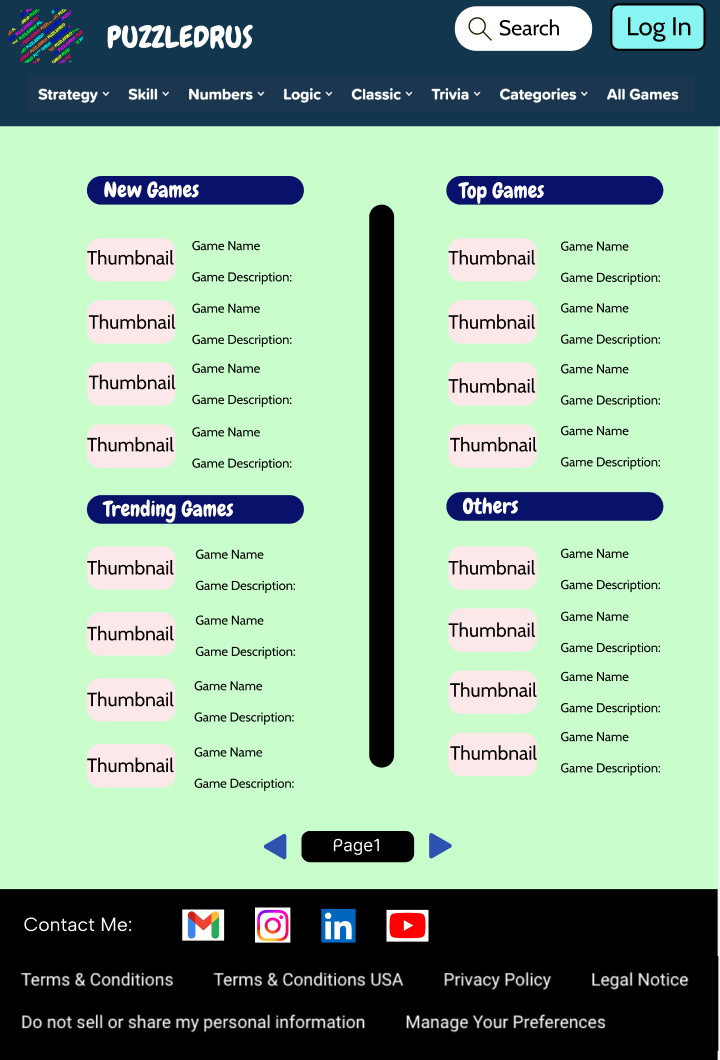 PUZZLEDRUS
Search
Log In
Strategy Skill Numbers Logic Classic Trivia Categories All Games
New Games
Thumbnail
Game Name
Game Description:
Thumbnail
Game Name
Game Description:
Thumbnail
Game Name
Game Description:
Thumbnail
Game Name
Game Description:
Trending Games
Thumbnail
Game Name
Game Description:
Thumbnail
Game Name
Game Description:
Thumbnail
Game Name
Game Description:
Thumbnail
Game Name
Game Description:
Top Games
Thumbnail
Game Name
Game Description:
Thumbnail
Game Name
Game Description:
Thumbnail
Game Name
Game Description:
Thumbnail
Game Name
Game Description:
Others
Thumbnail
Game Name
Game Description:
Thumbnail
Game Name
Game Description:
Thumbnail
Game Name
Game Description:
Thumbnail
Game Name
Game Description:
Page1
Contact Me:
in
Terms & Conditions Terms & Conditions USA Privacy Policy Legal Notice
Do not sell or share my personal information Manage Your Preferences